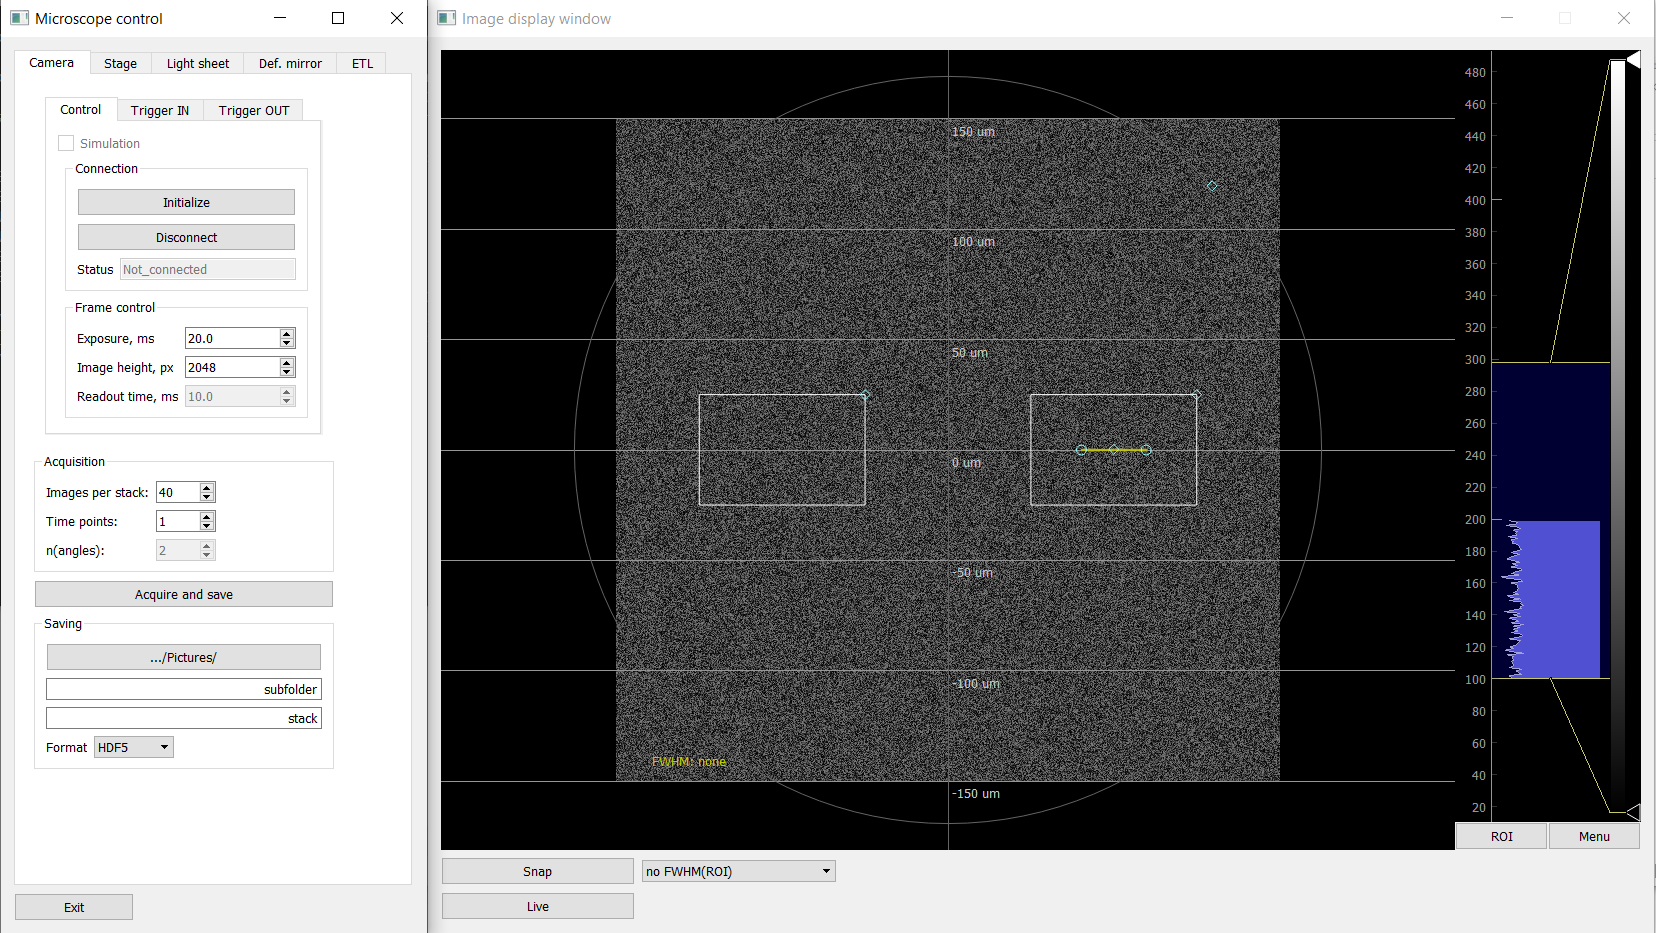 Microscope control
Camera
Stage
Light sheet
Def. mirror
ETL
Control
Trigger IN
Trigger OUT
Simulation
Connection
Initialize
Disconnect
Status
Not_connected
Frame control
Exposure, ms
20.0
Image height, px
2048
Readout time, ms
10.0
Acquisition
Images per stack:
40
Time points:
1
n(angles):
2
Acquire and save
Saving
.../Pictures/
subfolder
stack
Format
HDF5
Exit
Image display window
150 um
100 um
50 um
0 um
-50 um
-100 um
-150 um
FWHM: none
480
460
440
420
400
380
360
340
320
300
280
260
240
220
200
180
160
140
120
100
80
60
40
20
ROI
Menu
Snap
no FWHM(ROI)
Live